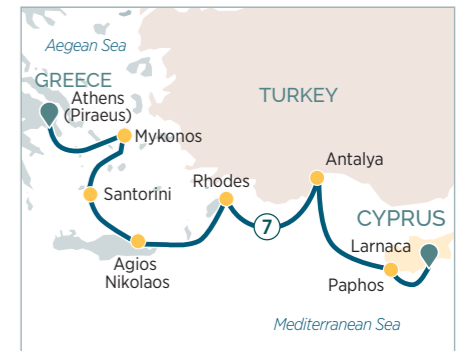 Aegean Sea
GREECE
Athens
(Piraeus)
TURKEY
Mykonos
Antalya
Rhodes
Santorini
7
CYPRUS
Larnaca
Agios
Nikolaos
Paphos
Mediterranean Sea